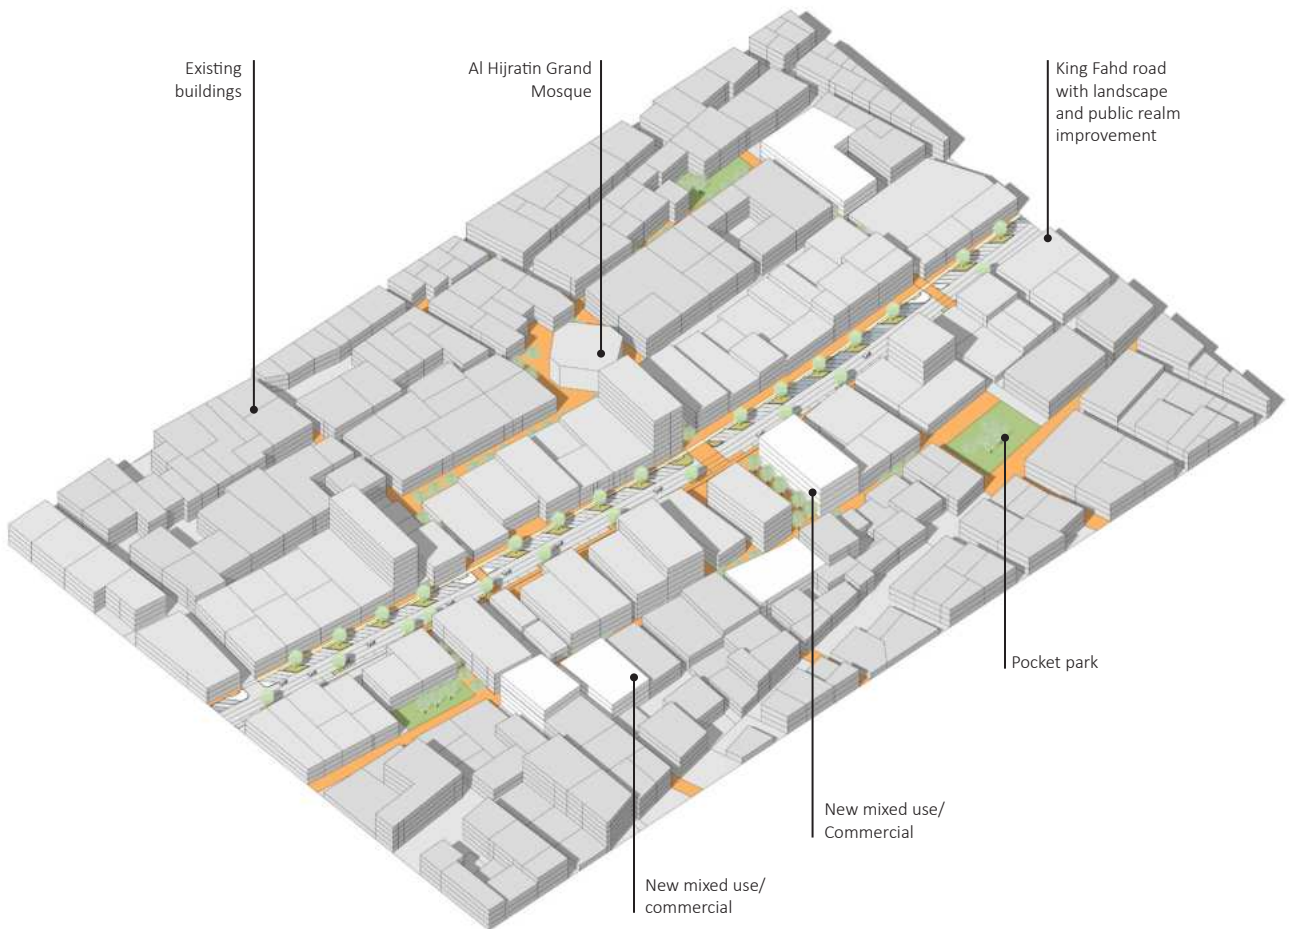 Existing
buildings
Al Hijratin Grand
Mosque
King Fahd road
with landscape
and public realm
improvement
Pocket park
New mixed use/
Commercial
New mixed use/
commercial